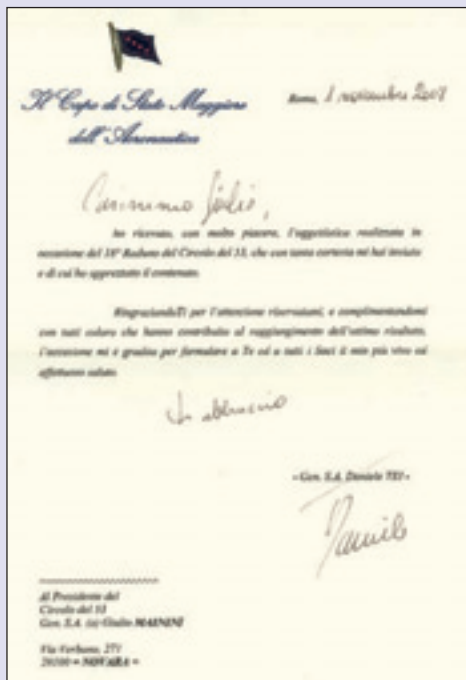 Il Capo di Stato Maggiore
dell'Aeronautica
Roma, 1 novembre
Carissimo Giulio,
ho ricevuto, con molto piacere, l'oggettistica realizzata in
occasione del 18° Raduno del Circolo del 53, che con tanta cortesia mi hai inviato
e di cui ho apprezzato il contenuto.
RingraziandoTi per l'attenzione riservatami, e complimentandomi
con tutti coloro che hanno contribuito al raggiungimento dell'ottimo risultato,
l'occasione mi è gradita per formulare a Te ed a tutti i Soci il mio più vivo ed
affettuoso saluto.
Un abbraccio
- Gen. S.A. Daniele TEI -
Daniele
Al Presidente del
Circolo del 53
Gen. S.A. (a) Giulio MAININI
Via Verbano, 271
28100 = NOVARA =